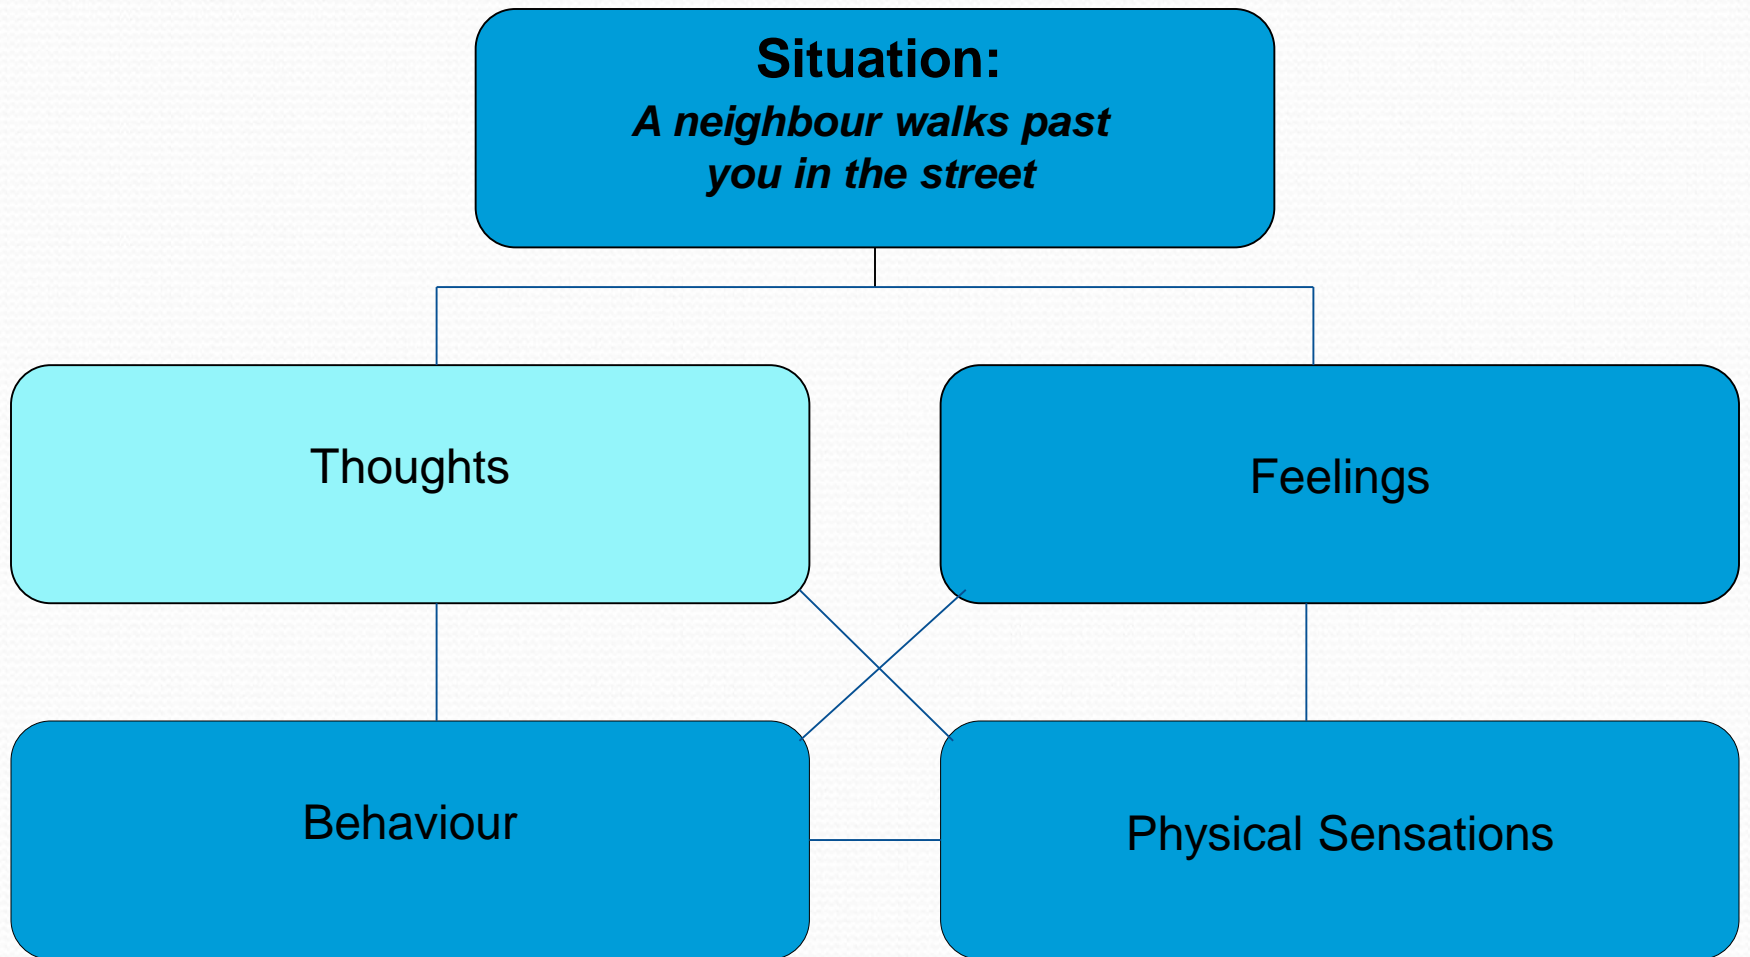 Situation:
A neighbour walks past
you in the street
Thoughts
Feelings
Behaviour
Physical Sensations